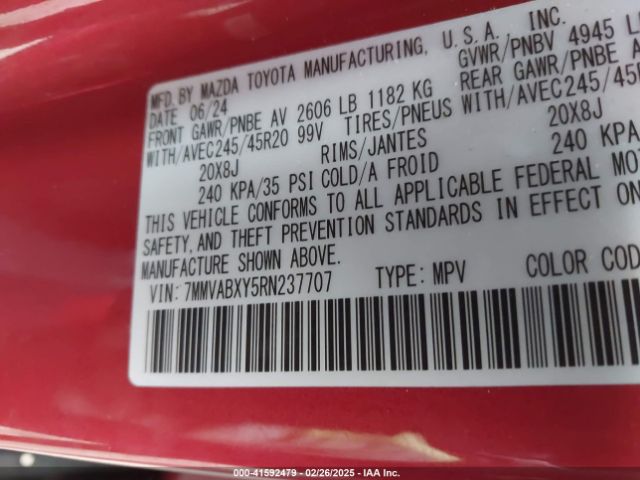 MFD. BY MAZDA TOYOTA MANUFACTURING, U.S.A. INC.
DATE 06/24 GVWR/PNBV 4945 L
FRONT GAWR/PNBE AV 2606 LB 1182 KG REAR GAWR/PNBE A
WITH/AVEC245/45R20 99V TIRES/PNEUS WITH/AVEC245/45R
20X8J RIMS/JANTES 20X8J
240 KPA/35 PSI COLD/A FROID 240 KPA
THIS VEHICLE CONFORMS TO ALL APPLICABLE FEDERAL MO
SAFETY, AND THEFT PREVENTION STANDARDS IN EFFECT ON
MANUFACTURE SHOWN ABOVE.
VIN: 7MMVABXY5RN237707 TYPE: MPV COLOR COD
000-41592479 - 02/26/2025 - IAA Inc.